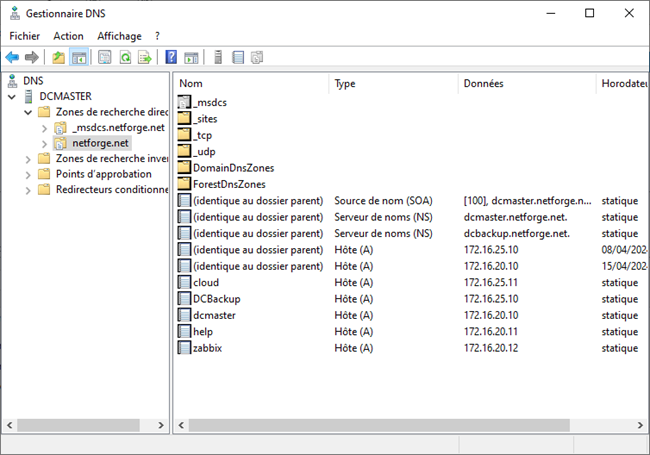 Gestionnaire DNS
Fichier Action Affichage ?
DNS
DCMASTER
Zones de recherche direc
_msdcs.netforge.net
netforge.net
Zones de recherche inver
Points d'approbation
Redirecteurs conditionne
Nom Type Données Horodate
_msdcs
_sites
_tcp
_udp
DomainDnsZones
ForestDnsZones
(identique au dossier parent) Source de nom (SOA) [100], dcmaster.netforge.n... statique
(identique au dossier parent) Serveur de noms (NS) dcmaster.netforge.net. statique
(identique au dossier parent) Serveur de noms (NS) dcbackup.netforge.net. statique
(identique au dossier parent) Hôte (A) 172.16.25.10 08/04/202
(identique au dossier parent) Hôte (A) 172.16.20.10 15/04/202
cloud Hôte (A) 172.16.25.11 statique
DCBackup Hôte (A) 172.16.25.10 statique
dcmaster Hôte (A) 172.16.20.10 statique
help Hôte (A) 172.16.20.11 statique
zabbix Hôte (A) 172.16.20.12 statique